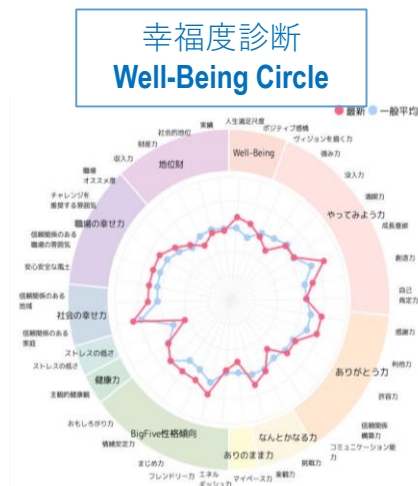 幸福度診断
Well-Being Circle
最新
一般平均
人生満足尺度
ポジティブ感情
ヴィジョンを描く力
強み力
没入力
満喫力
成長意欲
創造力
自己
肯定力
感謝力
利他力
許容力
信頼関係
構築力
コミュニケーション能
力
挑戦力
楽観力
マイペース力
エネル
ギッシュ力
フレンドリー力
まじめ力
情緒安定力
おもしろがり力
主観的健康観
ストレスの低さ
ストレスの低さ
信頼関係のある
家庭
信頼関係のある
地域
安心安全な風土
信頼関係のある
職場の雰囲気
チャレンジを
推奨する雰囲気
職場
オススメ度
収入力
財産力
社会的地位
実績
Well-Being
やってみよう力
ありがとう力
なんとかなる力
ありのまま力
BigFive性格傾向
健康力
社会の幸せ力
職場の幸せ力
地位財